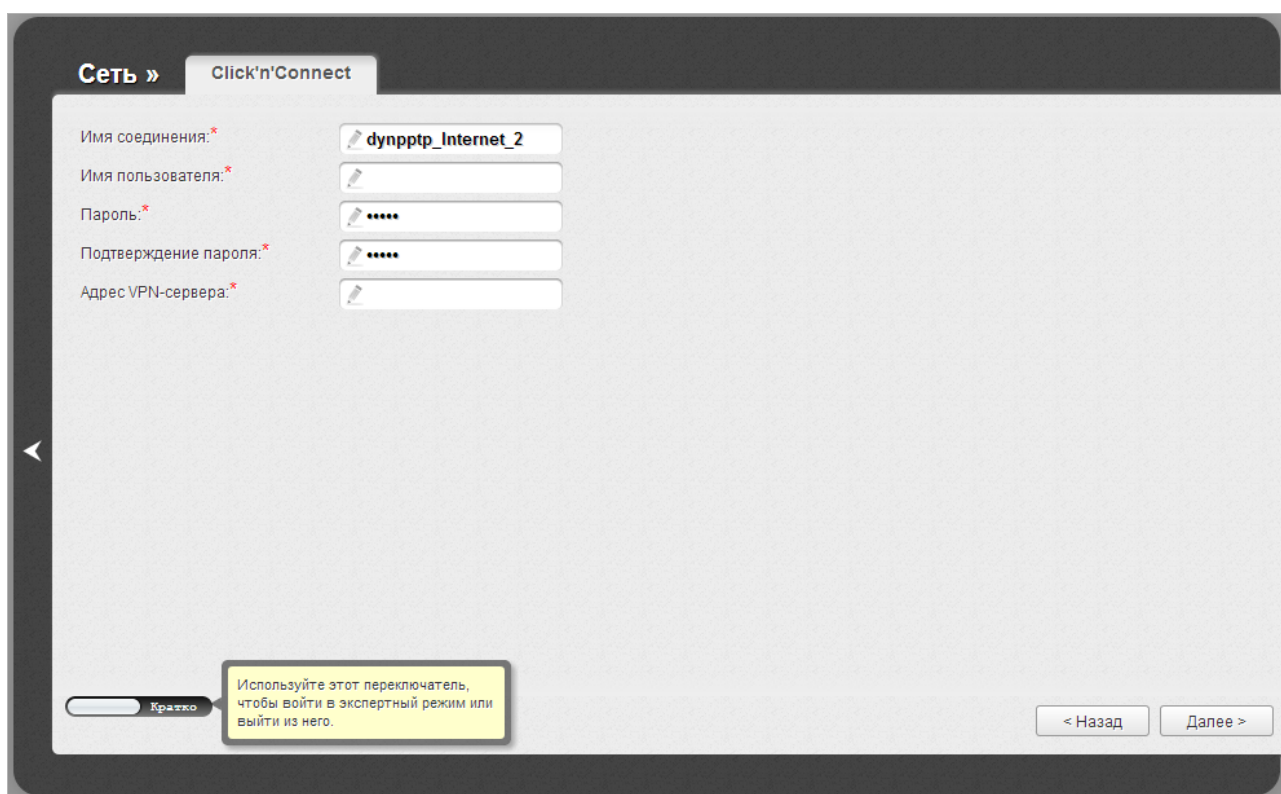 Сеть »
Click'n'Connect
Имя соединения:*
dynpptp_Internet_2
Имя пользователя:*
Пароль:*
•••••
Подтверждение пароля:*
•••••
Адрес VPN-сервера:*
Кратко
Используйте этот переключатель,
чтобы войти в экспертный режим или
выйти из него.
< Назад
Далее >